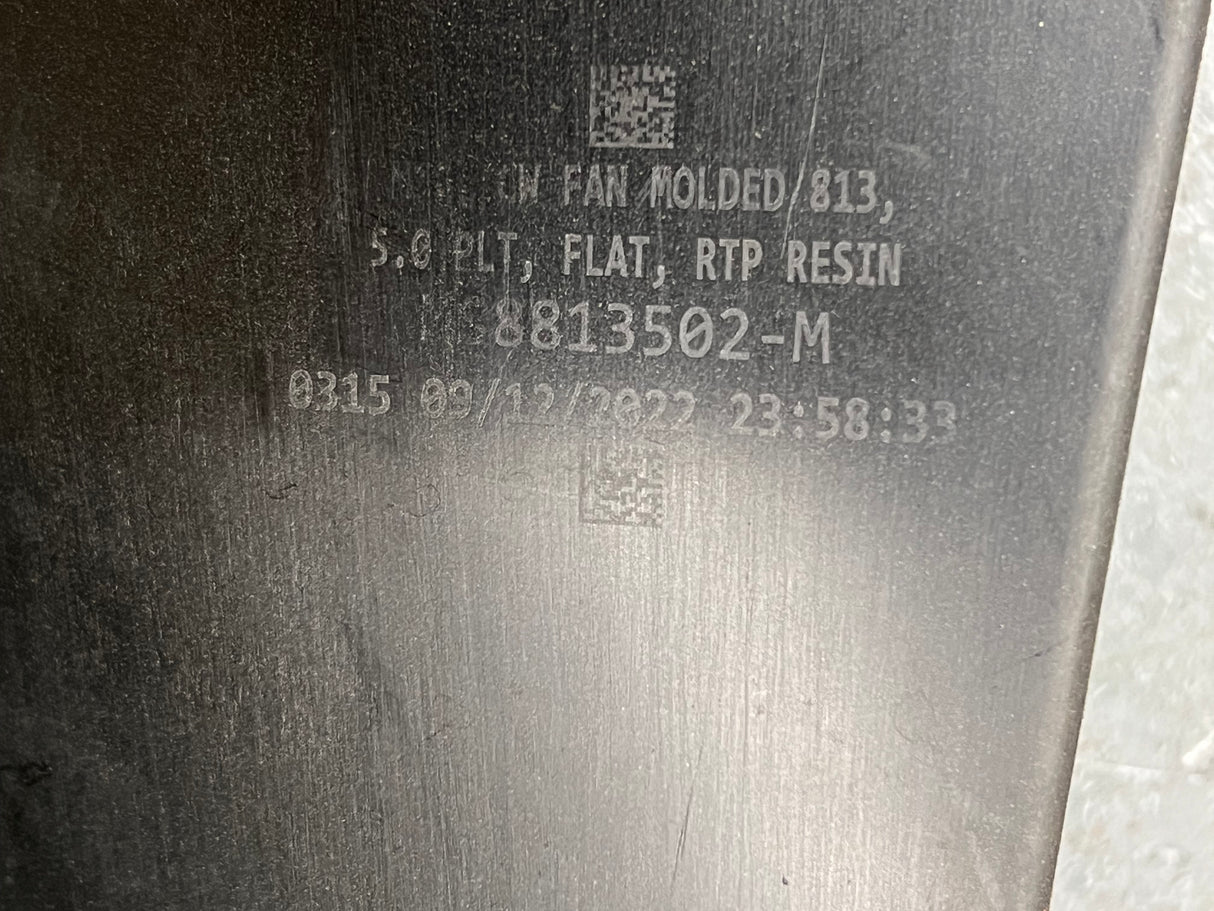 FAN MOLDED 813,
5.0 PLT, FLAT, RTP RESIN
8813502-M
0315 09/12/2022 23:58:33